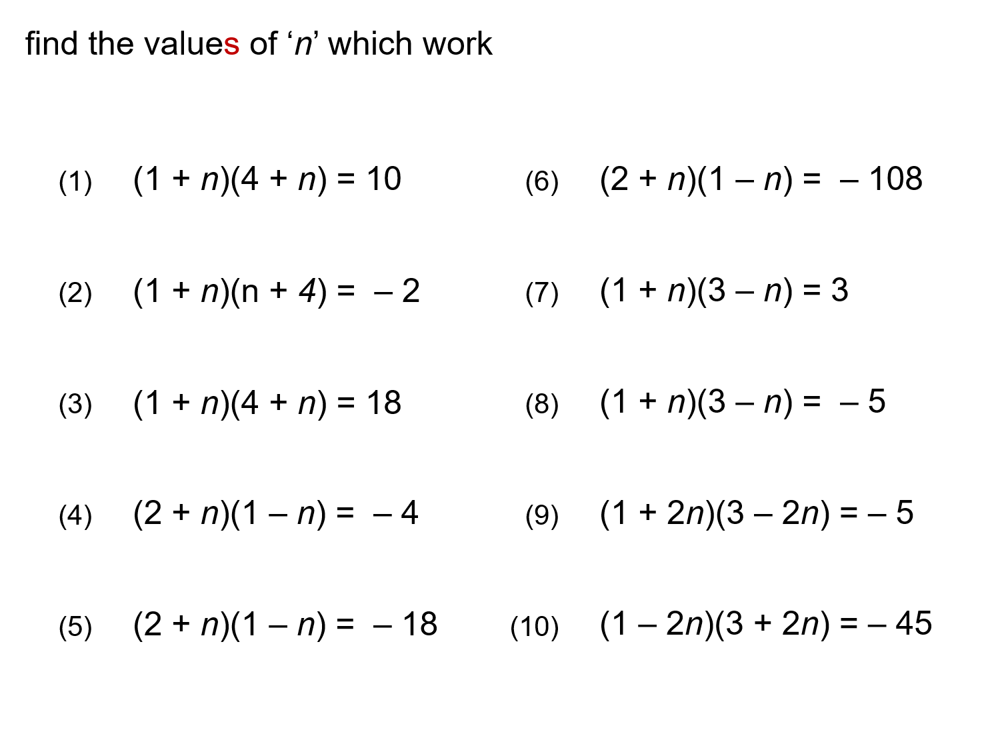 find the values of ‘n’ which work
(1) (1 + n)(4 + n) = 10
(2) (1 + n)(n + 4) = – 2
(3) (1 + n)(4 + n) = 18
(4) (2 + n)(1 – n) = – 4
(5) (2 + n)(1 – n) = – 18
(6) (2 + n)(1 – n) = – 108
(7) (1 + n)(3 – n) = 3
(8) (1 + n)(3 – n) = – 5
(9) (1 + 2n)(3 – 2n) = – 5
(10) (1 – 2n)(3 + 2n) = – 45